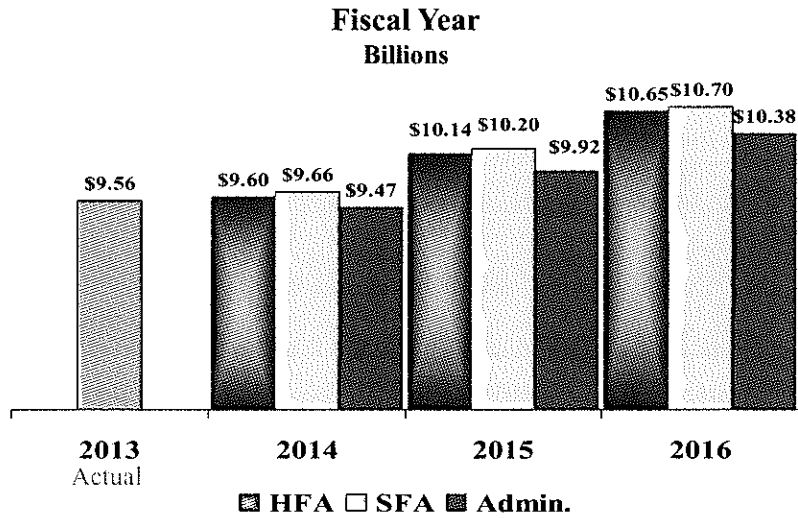 Fiscal Year
Billions
$10.65 $10.70
$10.38
$10.14 $10.20
$9.92
$9.56
$9.60
$9.66
$9.47
2013 2014 2015 2016
Actual
HFA SFA Admin.